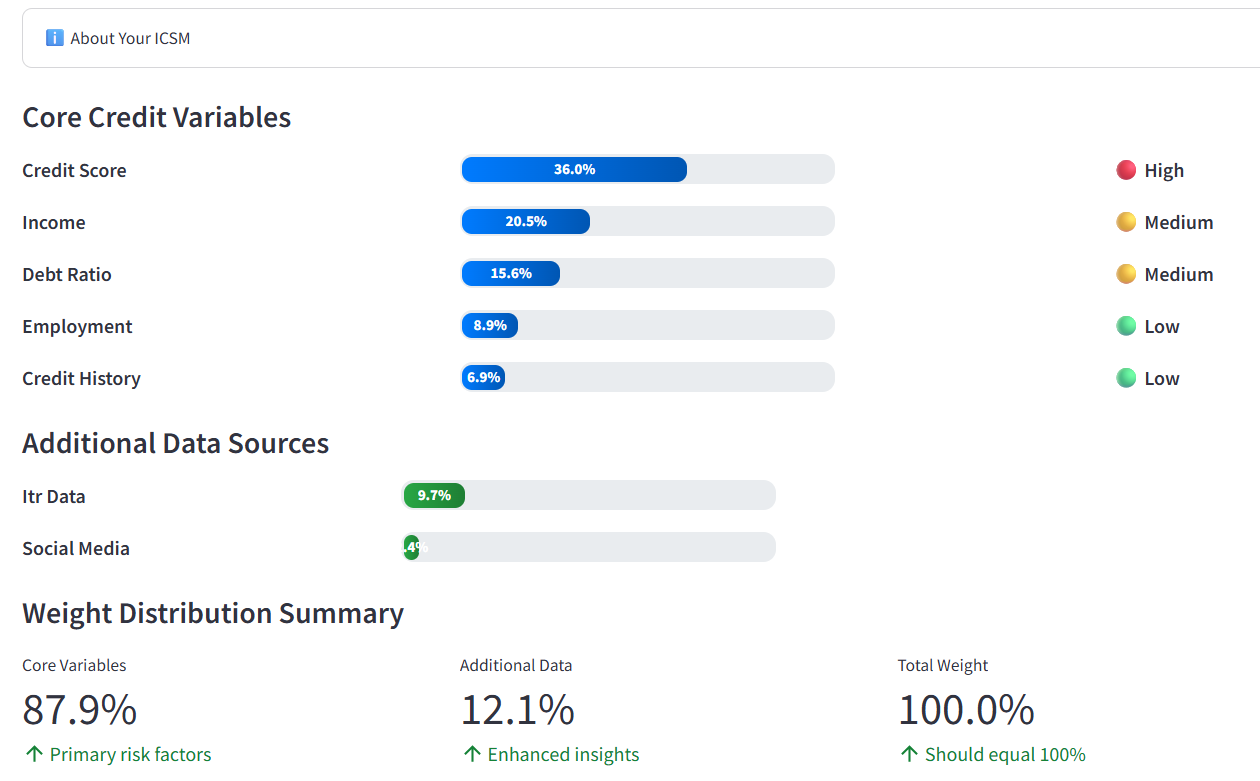 ℹ️ About Your ICSM
Core Credit Variables
Credit Score 36.0% High
Income 20.5% Medium
Debt Ratio 15.6% Medium
Employment 8.9% Low
Credit History 6.9% Low
Additional Data Sources
Itr Data 9.7%
Social Media .4%
Weight Distribution Summary
Core Variables Additional Data Total Weight
87.9% 12.1% 100.0%
↑ Primary risk factors ↑ Enhanced insights ↑ Should equal 100%